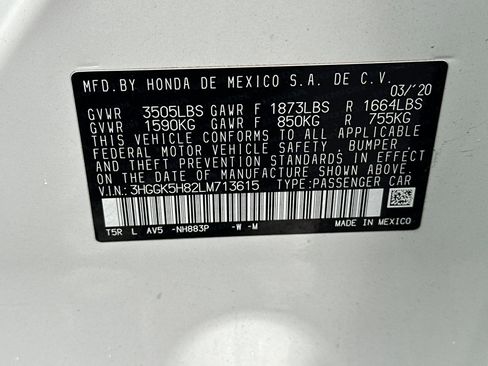 MFD.BY HONDA DE MEXICO S.A. DE C.V.
03/'20
GVWR 3505LBS GAWR F 1873LBS R 1664LBS
GVWR 1590KG GAWR F 850KG R 755KG
THIS VEHICLE CONFORMS TO ALL APPLICABLE
FEDERAL MOTOR VEHICLE SAFETY . BUMPER .
AND THEFT PREVENTION STANDARDS IN EFFECT
ON THE DATE OF MANUFACTURE SHOWN ABOVE.
V.I.N: 3HGGK5H82LM713615 TYPE:PASSENGER CAR
T5R L AV5 -NH883P -W -M MADE IN MEXICO